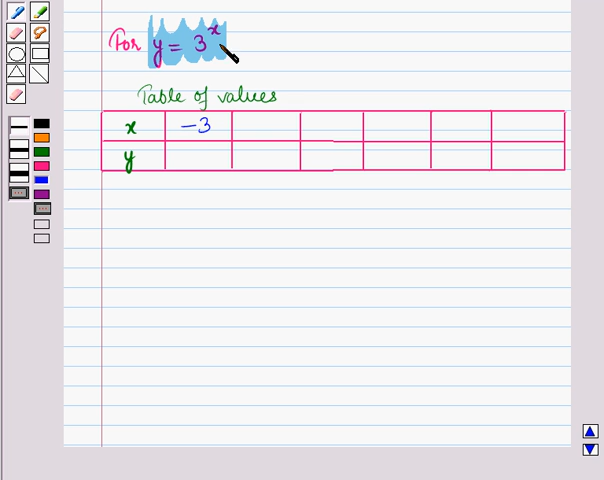 For y = 3^x
Table of values
x -3
y